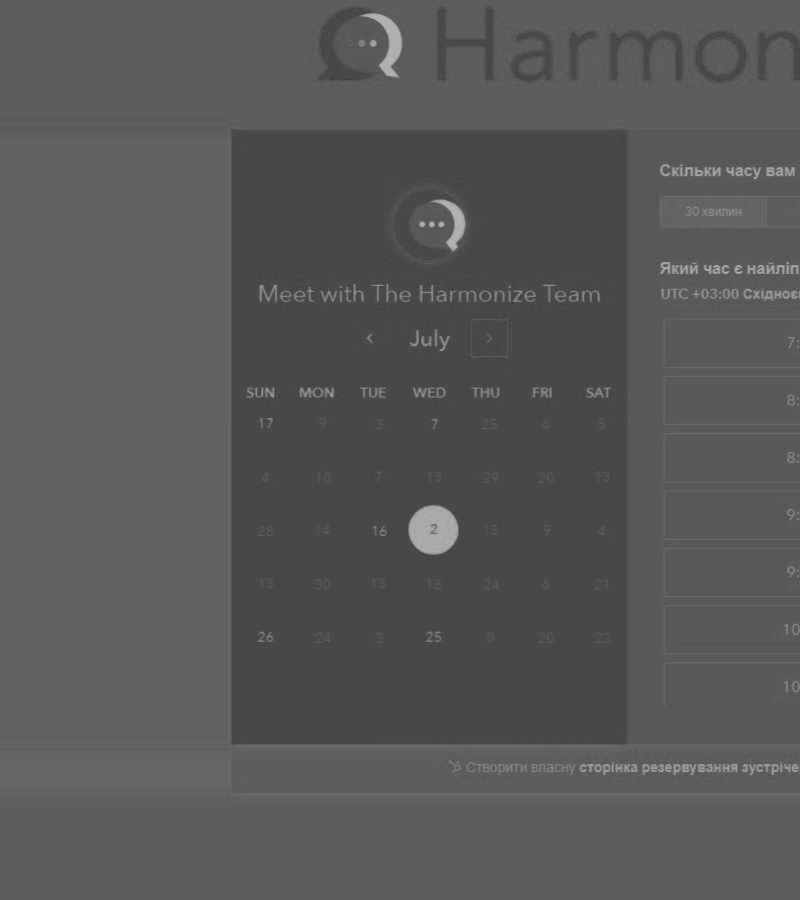 Harmon
Скільки часу вам
30 хвилин
Meet with The Harmonize Team
July
Який час є найліп
UTC +03:00 Східноє
SUN MON TUE WED THU FRI SAT
17 9 3 7 25 6 5
4 10 7 13 29 20 13
28 14 16 2 13 9 4
13 30 13 18 24 6 21
26 24 3 25 8 20 22
7:
8:
8:
9:
9:
10
10
Створити власну сторінка резервування зустріче